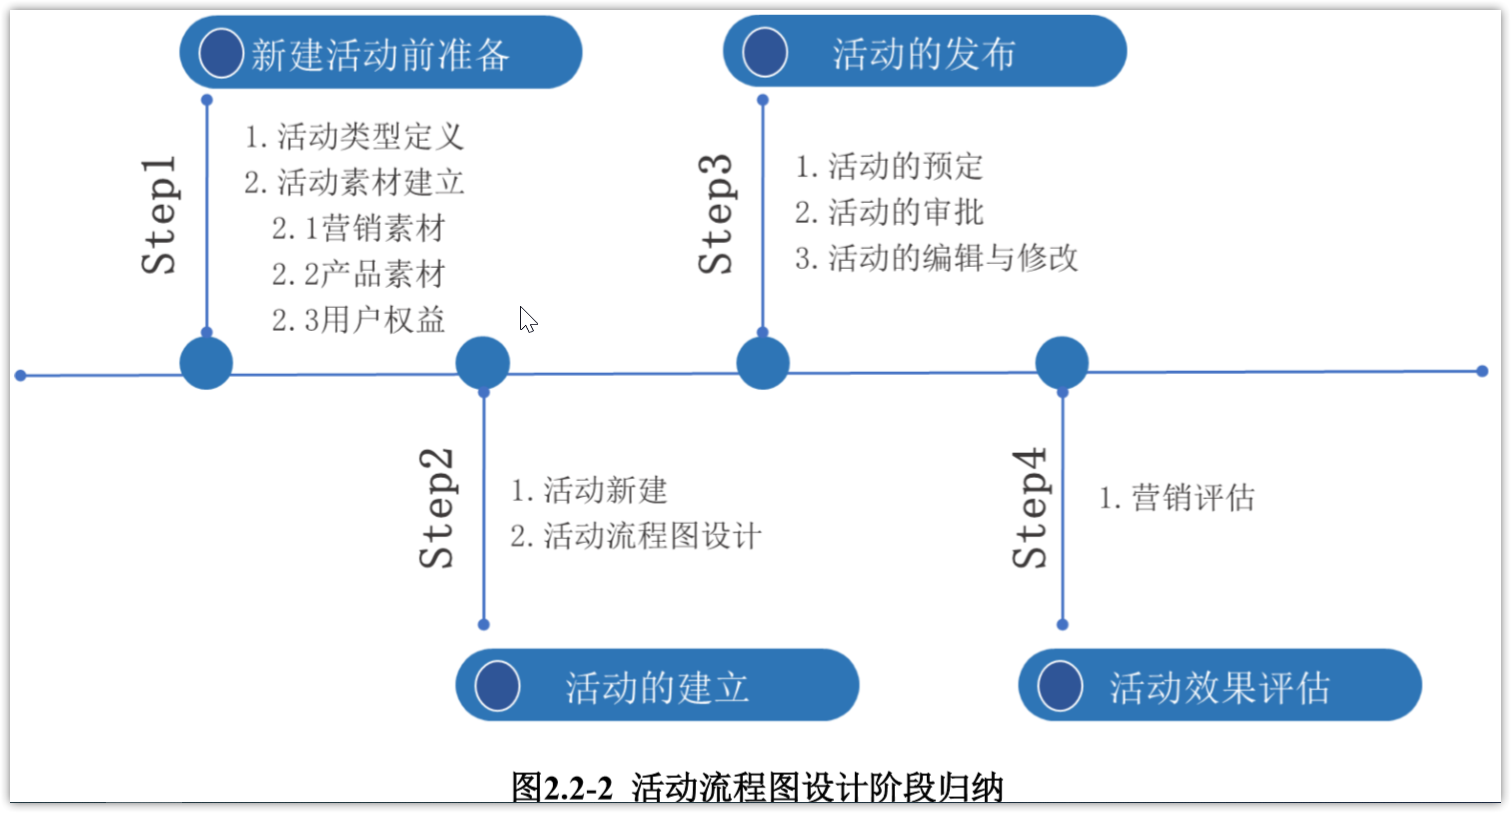 新建活动前准备
Step1
1.活动类型定义
2.活动素材建立
2.1营销素材
2.2产品素材
2.3用户权益
Step2
1.活动新建
2.活动流程图设计
活动的建立
活动的发布
Step3
1.活动的预定
2.活动的审批
3.活动的编辑与修改
Step4
1.营销评估
活动效果评估
图2.2-2 活动流程图设计阶段归纳